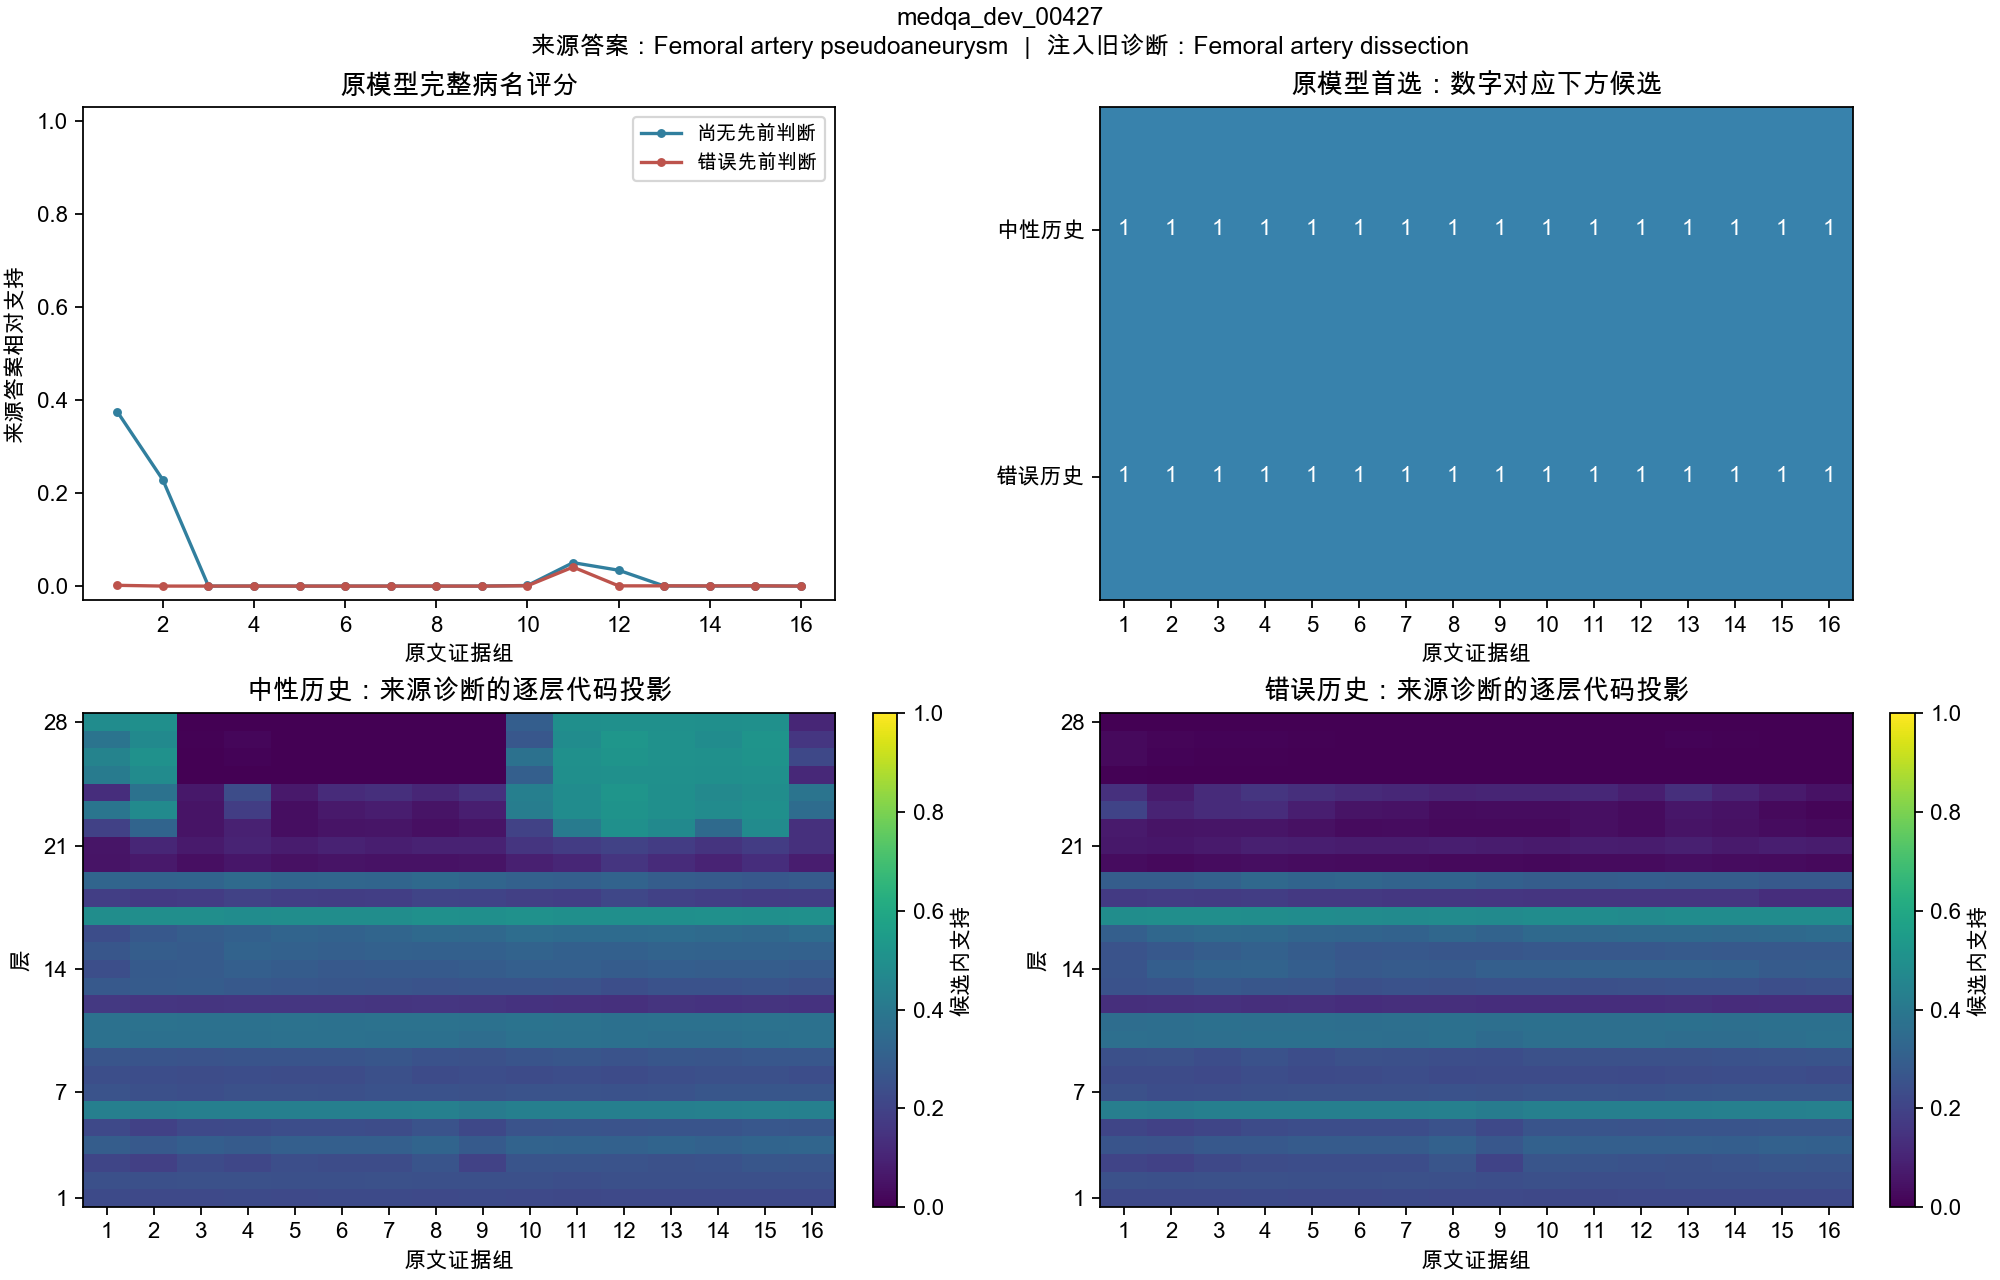 medqa_dev_00427
来源答案：Femoral artery pseudoaneurysm | 注入旧诊断：Femoral artery dissection
原模型完整病名评分
1.0
0.8
0.6
0.4
0.2
0.0
来源答案相对支持
尚无先前判断
错误先前判断
2 4 6 8 10 12 14 16
原文证据组
原模型首选：数字对应下方候选
中性历史
1 1 1 1 1 1 1 1 1 1 1 1 1 1 1 1
错误历史
1 1 1 1 1 1 1 1 1 1 1 1 1 1 1 1
1 2 3 4 5 6 7 8 9 10 11 12 13 14 15 16
原文证据组
中性历史：来源诊断的逐层代码投影
28
21
14
7
1
层
1 2 3 4 5 6 7 8 9 10 11 12 13 14 15 16
原文证据组
1.0
0.8
0.6
0.4
0.2
0.0
候选内支持
错误历史：来源诊断的逐层代码投影
28
21
14
7
1
层
1 2 3 4 5 6 7 8 9 10 11 12 13 14 15 16
原文证据组
1.0
0.8
0.6
0.4
0.2
0.0
候选内支持